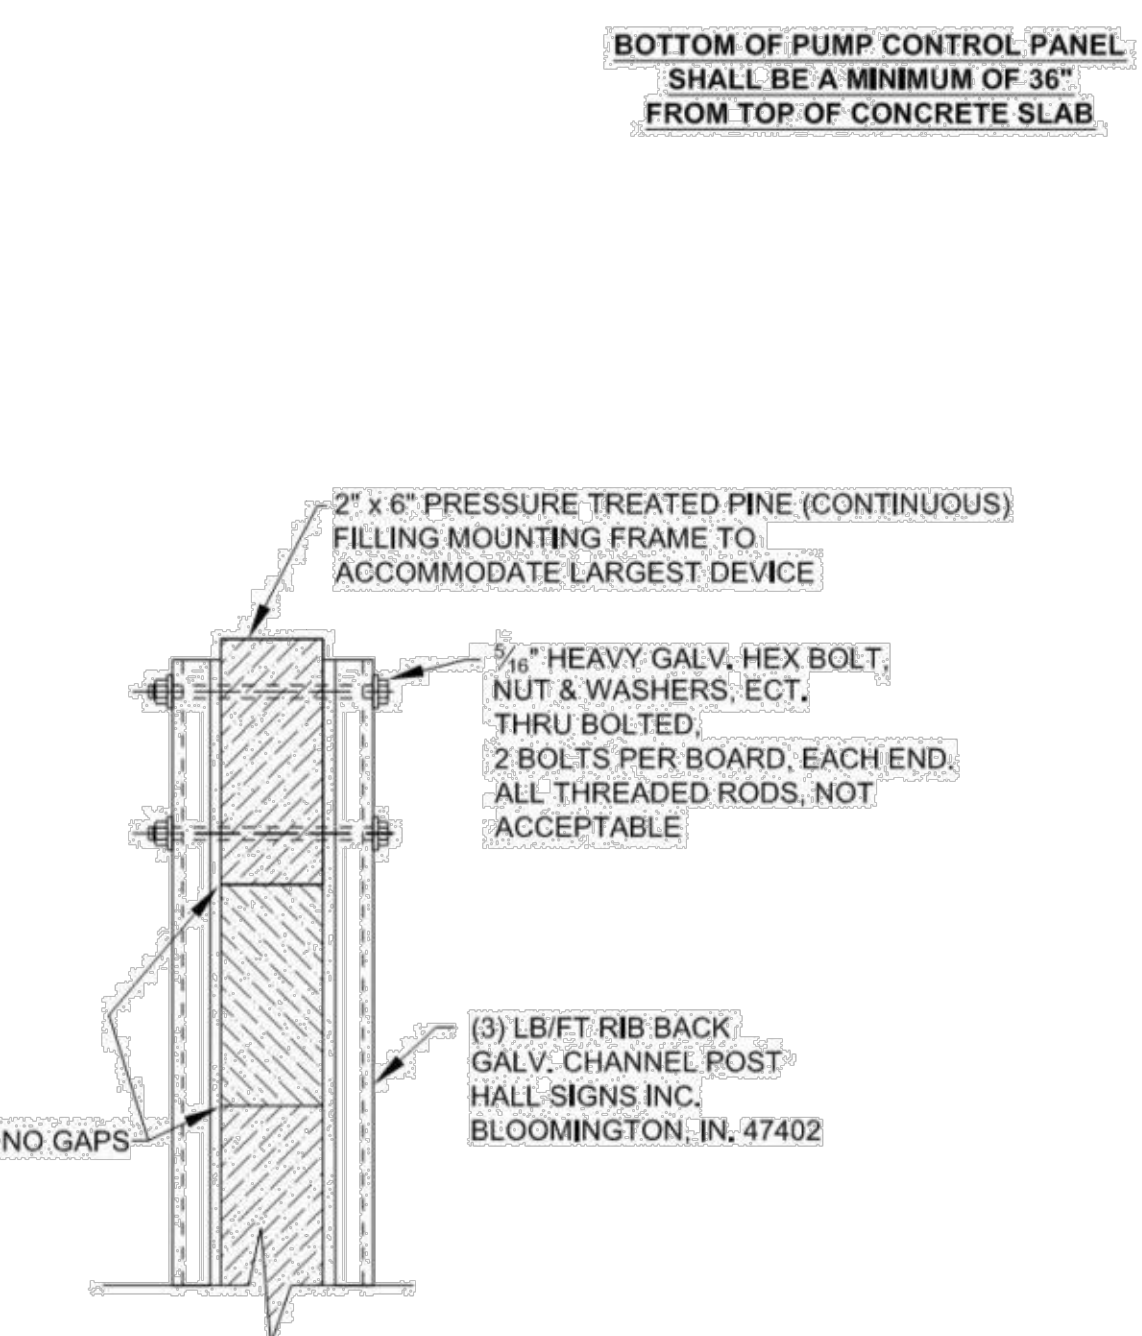 BOTTOM OF PUMP CONTROL PANEL
SHALL BE A MINIMUM OF 36"
FROM TOP OF CONCRETE SLAB
2" x 6" PRESSURE TREATED PINE (CONTINUOUS)
FILLING MOUNTING FRAME TO
ACCOMMODATE LARGEST DEVICE
5/16" HEAVY GALV. HEX BOLT,
NUT & WASHERS, ECT.
THRU BOLTED,
2 BOLTS PER BOARD, EACH END.
ALL THREADED RODS, NOT
ACCEPTABLE
(3) LB/FT RIB BACK
GALV. CHANNEL POST
HALL SIGNS INC.
BLOOMINGTON, IN. 47402
NO GAPS